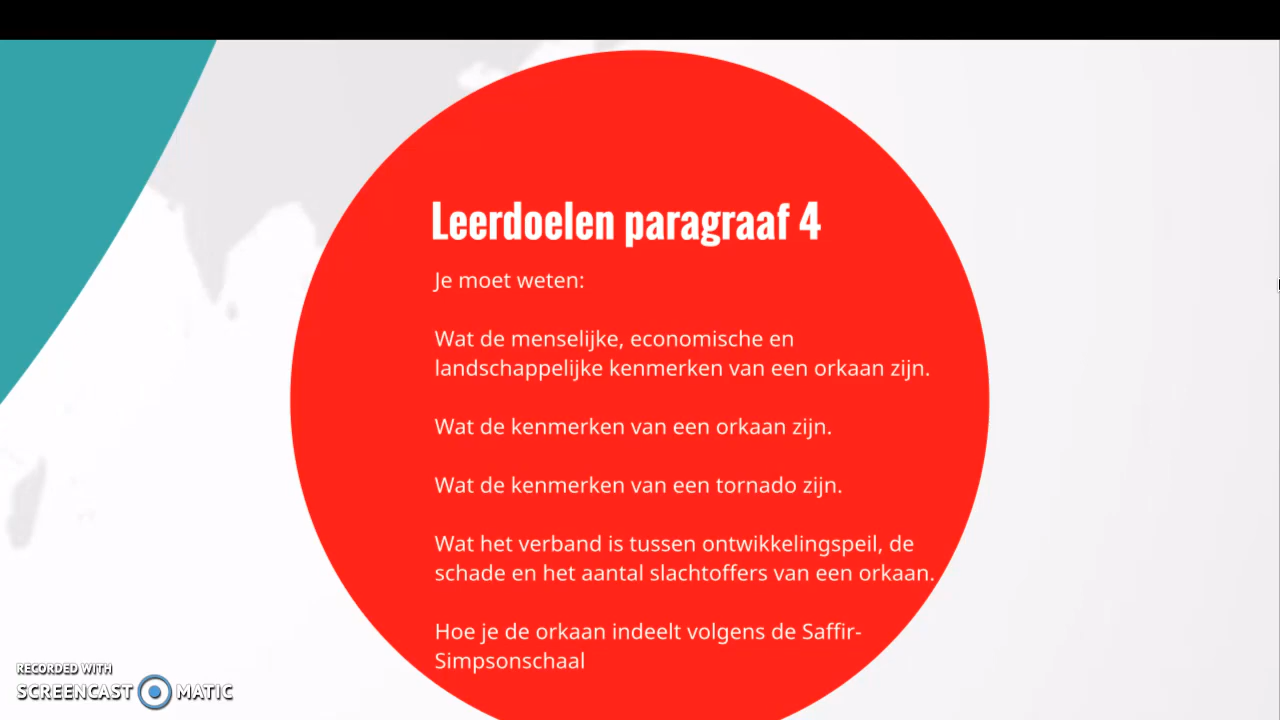 Leerdoelen paragraaf 4
Je moet weten:
Wat de menselijke, economische en
landschappelijke kenmerken van een orkaan zijn.
Wat de kenmerken van een orkaan zijn.
Wat de kenmerken van een tornado zijn.
Wat het verband is tussen ontwikkelingspeil, de
schade en het aantal slachtoffers van een orkaan.
Hoe je de orkaan indeelt volgens de Saffir-
Simpsonschaal
RECORDED WITH
SCREENCAST MATIC